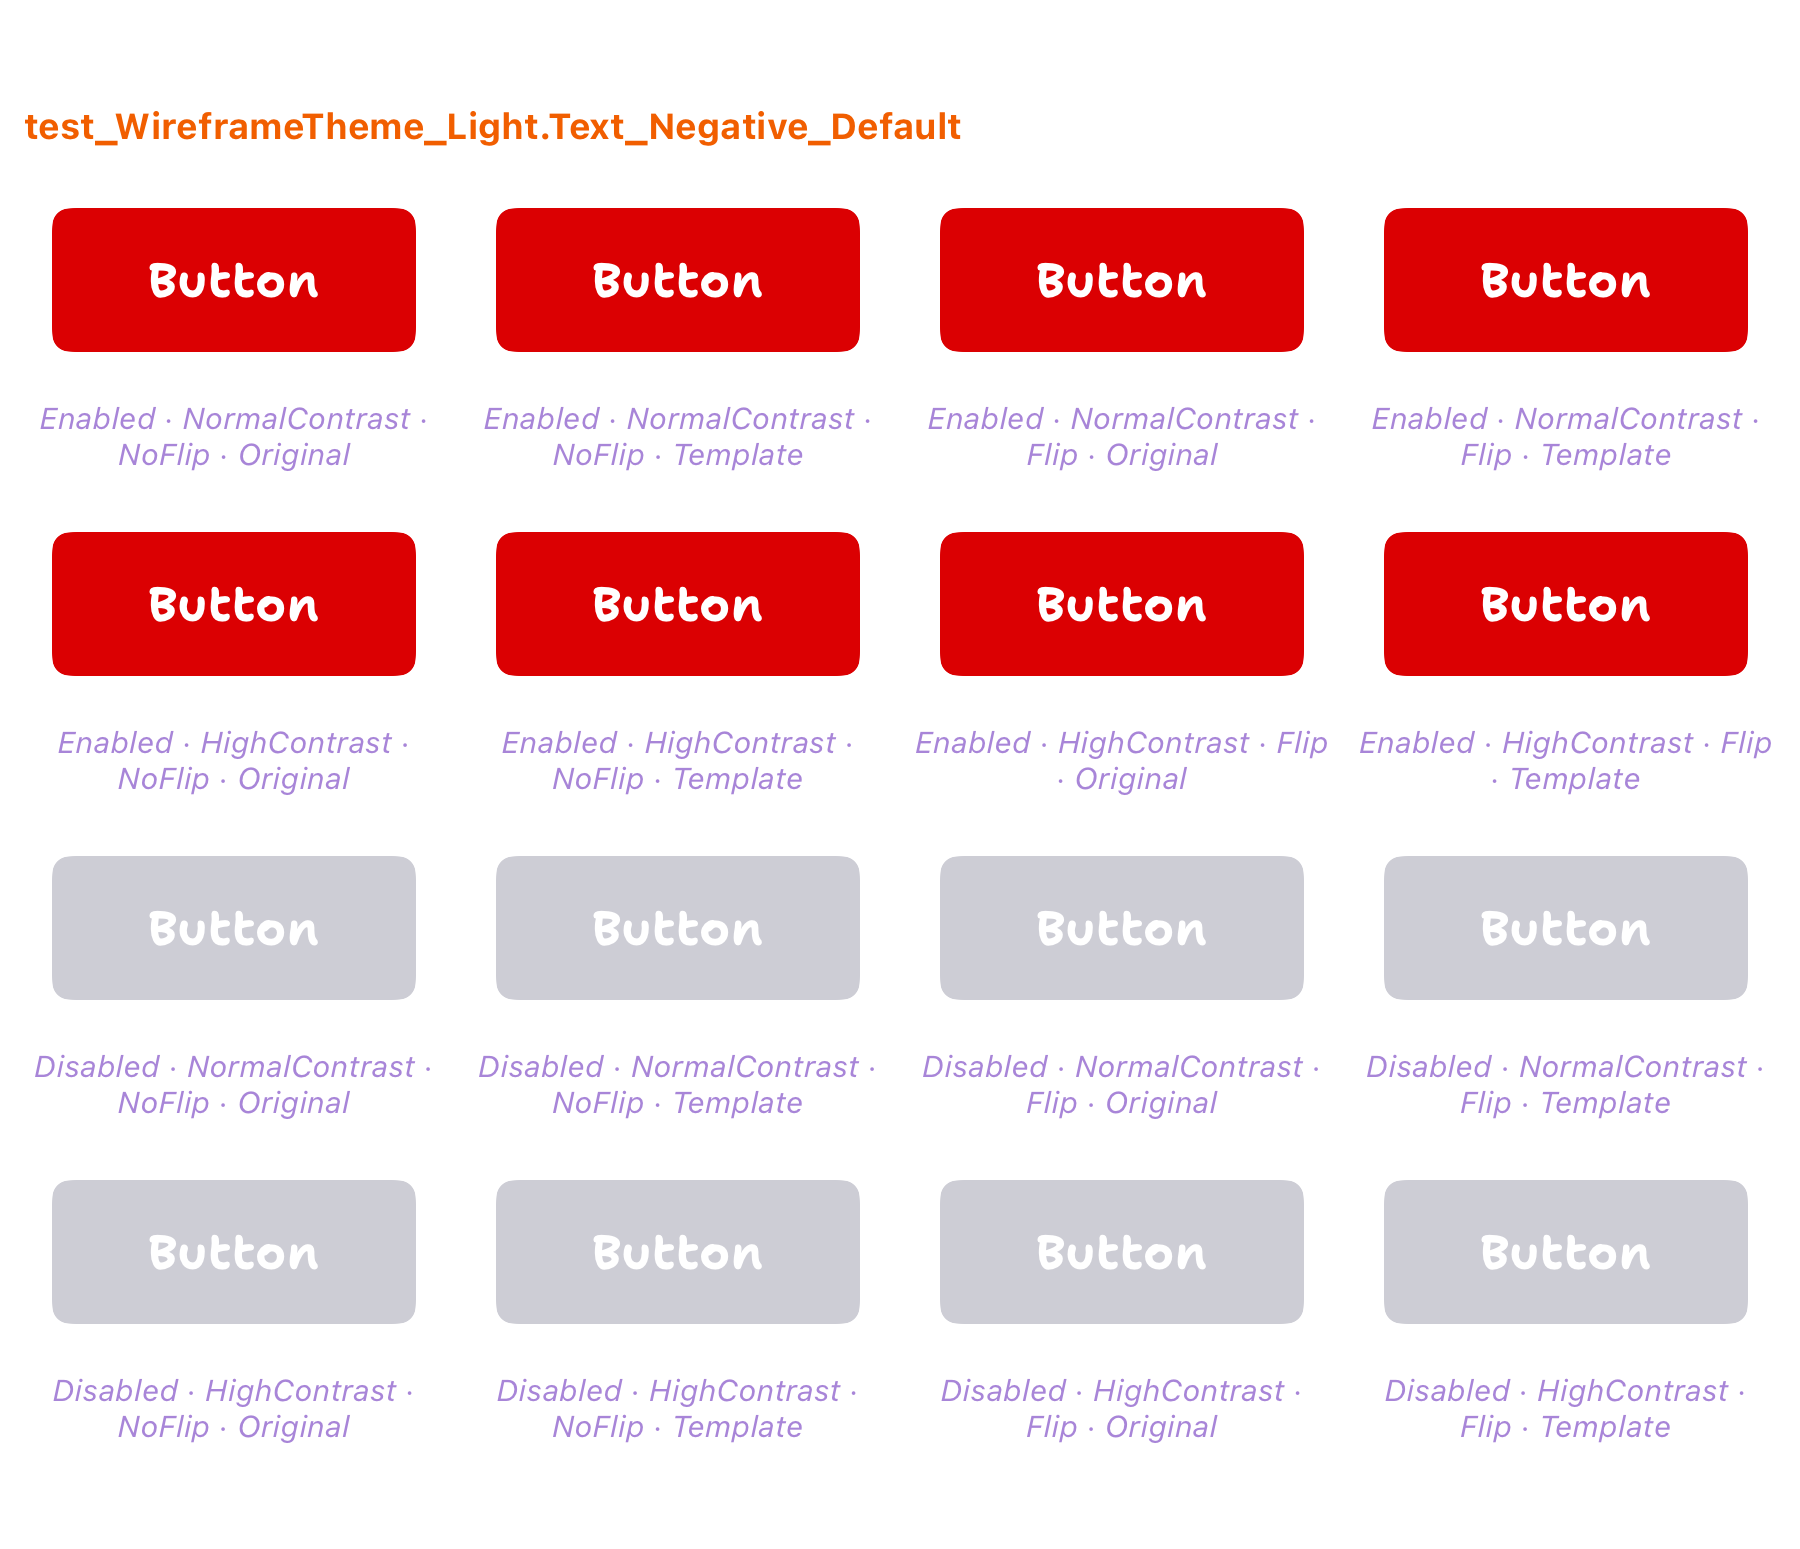 test_WireframeTheme_Light.Text_Negative_Default
Button Button Button Button
Enabled · NormalContrast · Enabled · NormalContrast · Enabled · NormalContrast · Enabled · NormalContrast ·
NoFlip · Original NoFlip · Template Flip · Original Flip · Template
Button Button Button Button
Enabled · HighContrast · Enabled · HighContrast · Enabled · HighContrast · Flip Enabled · HighContrast · Flip
NoFlip · Original NoFlip · Template · Original · Template
Button Button Button Button
Disabled · NormalContrast · Disabled · NormalContrast · Disabled · NormalContrast · Disabled · NormalContrast ·
NoFlip · Original NoFlip · Template Flip · Original Flip · Template
Button Button Button Button
Disabled · HighContrast · Disabled · HighContrast · Disabled · HighContrast · Disabled · HighContrast ·
NoFlip · Original NoFlip · Template Flip · Original Flip · Template